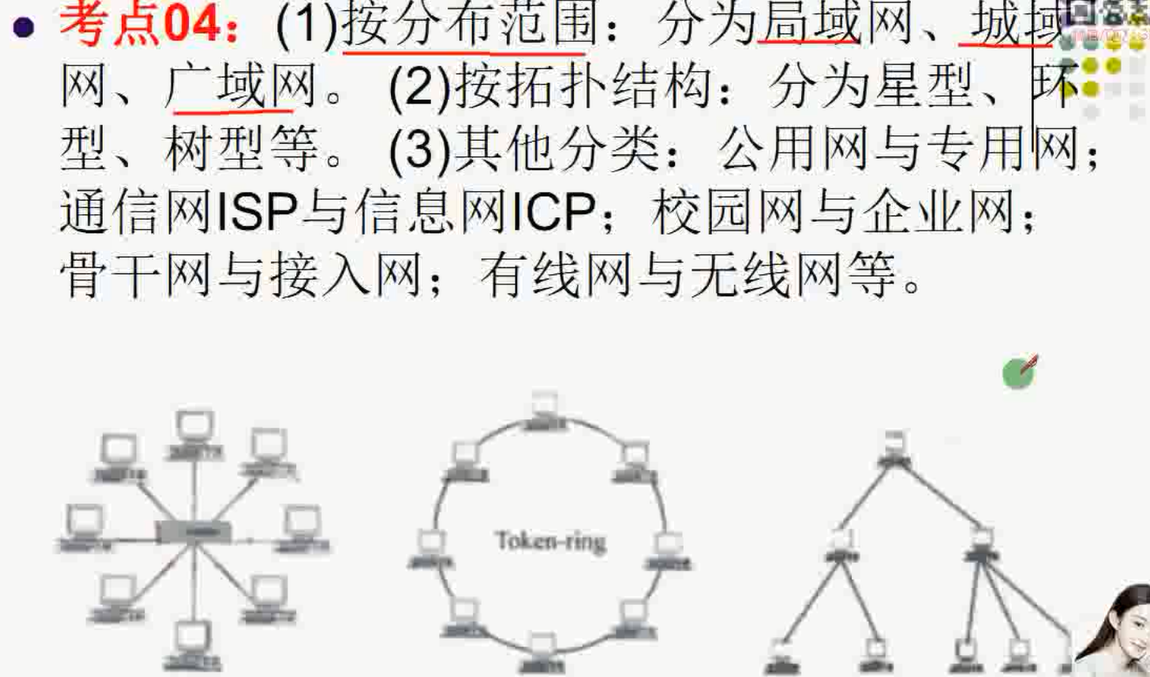 考点04：(1)按分布范围：分为局域网、城域
网、广域网。(2)按拓扑结构：分为星型、环
型、树型等。(3)其他分类：公用网与专用网；
通信网ISP与信息网ICP；校园网与企业网；
骨干网与接入网；有线网与无线网等。
Token-ring